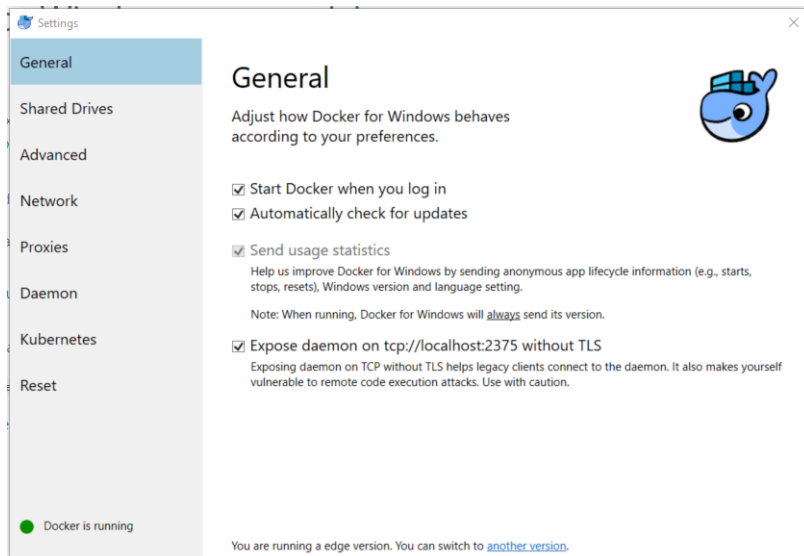 Settings
General
Shared Drives
Advanced
Network
Proxies
Daemon
Kubernetes
Reset
Docker is running
General
Adjust how Docker for Windows behaves
according to your preferences.
Start Docker when you log in
Automatically check for updates
Send usage statistics
Help us improve Docker for Windows by sending anonymous app lifecycle information (e.g., starts,
stops, resets), Windows version and language setting.
Note: When running, Docker for Windows will always send its version.
Expose daemon on tcp://localhost:2375 without TLS
Exposing daemon on TCP without TLS helps legacy clients connect to the daemon. It also makes yourself
vulnerable to remote code execution attacks. Use with caution.
You are running a edge version. You can switch to another version.